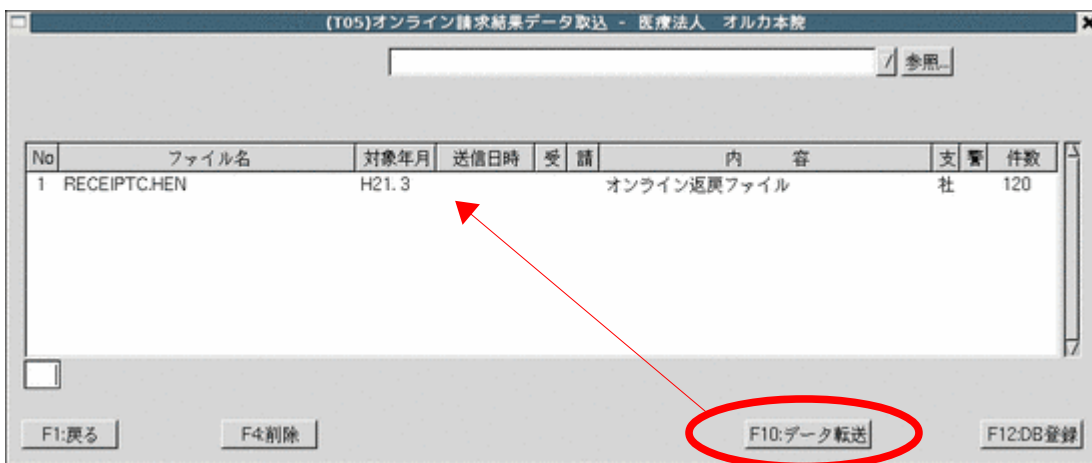 (T05)オンライン請求結果データ取込 - 医療法人 オルカ本院
参照...
No ファイル名 対象年月 送信日時 受 請 内 容 支 警 件数
1 RECEIPTC.HEN H21. 3 オンライン返戻ファイル 社 120
F1:戻る F4:削除 F10:データ転送 F12:DB登録